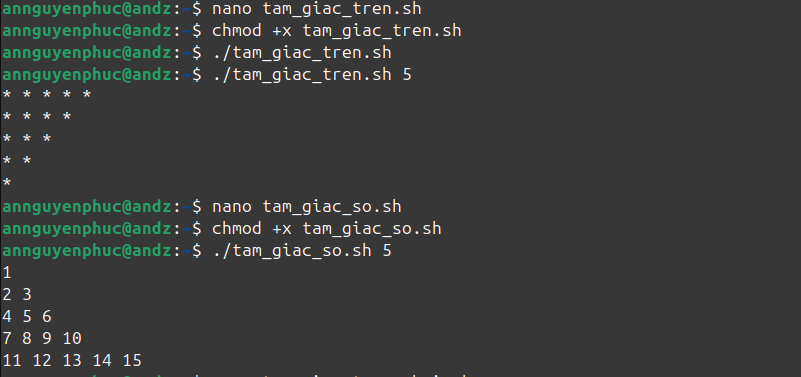 annguyenphuc@andz:~$ nano tam_giac_tren.sh
annguyenphuc@andz:~$ chmod +x tam_giac_tren.sh
annguyenphuc@andz:~$ ./tam_giac_tren.sh
annguyenphuc@andz:~$ ./tam_giac_tren.sh 5
* * * * *
* * * *
* * *
* *
*
annguyenphuc@andz:~$ nano tam_giac_so.sh
annguyenphuc@andz:~$ chmod +x tam_giac_so.sh
annguyenphuc@andz:~$ ./tam_giac_so.sh 5
1
2 3
4 5 6
7 8 9 10
11 12 13 14 15